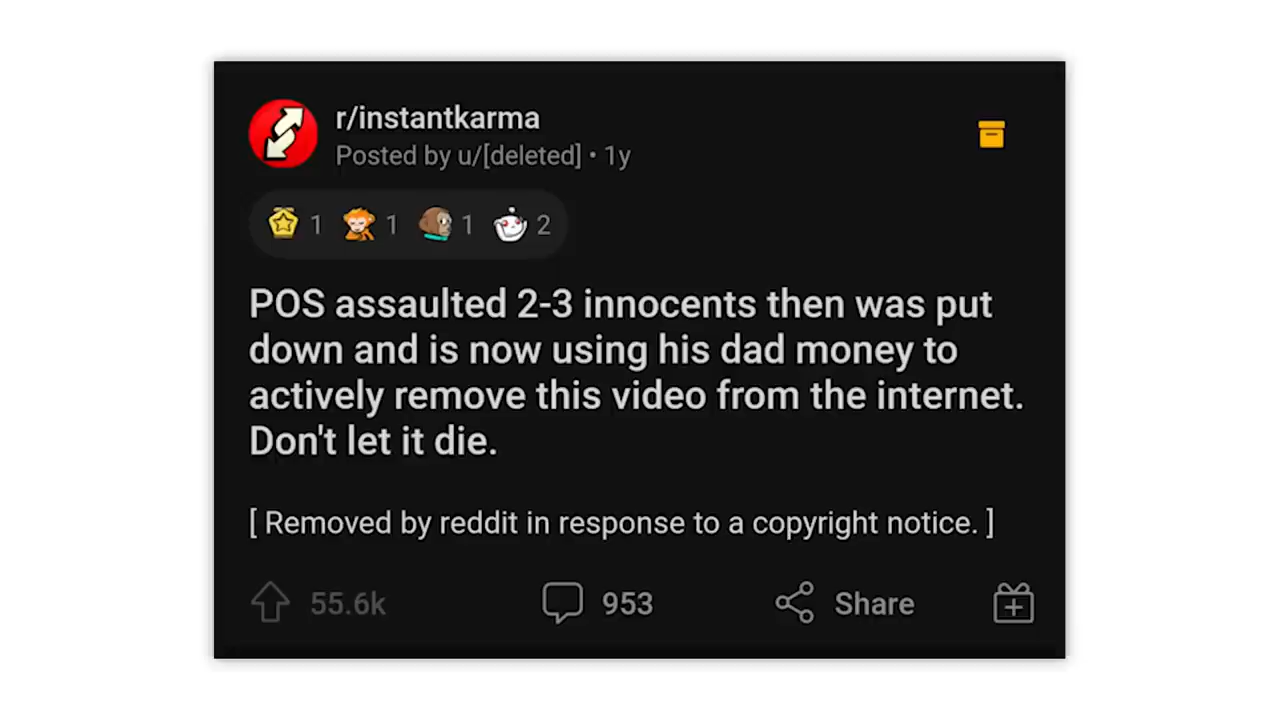 r/instantkarma
Posted by u/[deleted] • 1y
1 1 1 2
POS assaulted 2-3 innocents then was put
down and is now using his dad money to
actively remove this video from the internet.
Don't let it die.
[ Removed by reddit in response to a copyright notice. ]
55.6k 953 Share